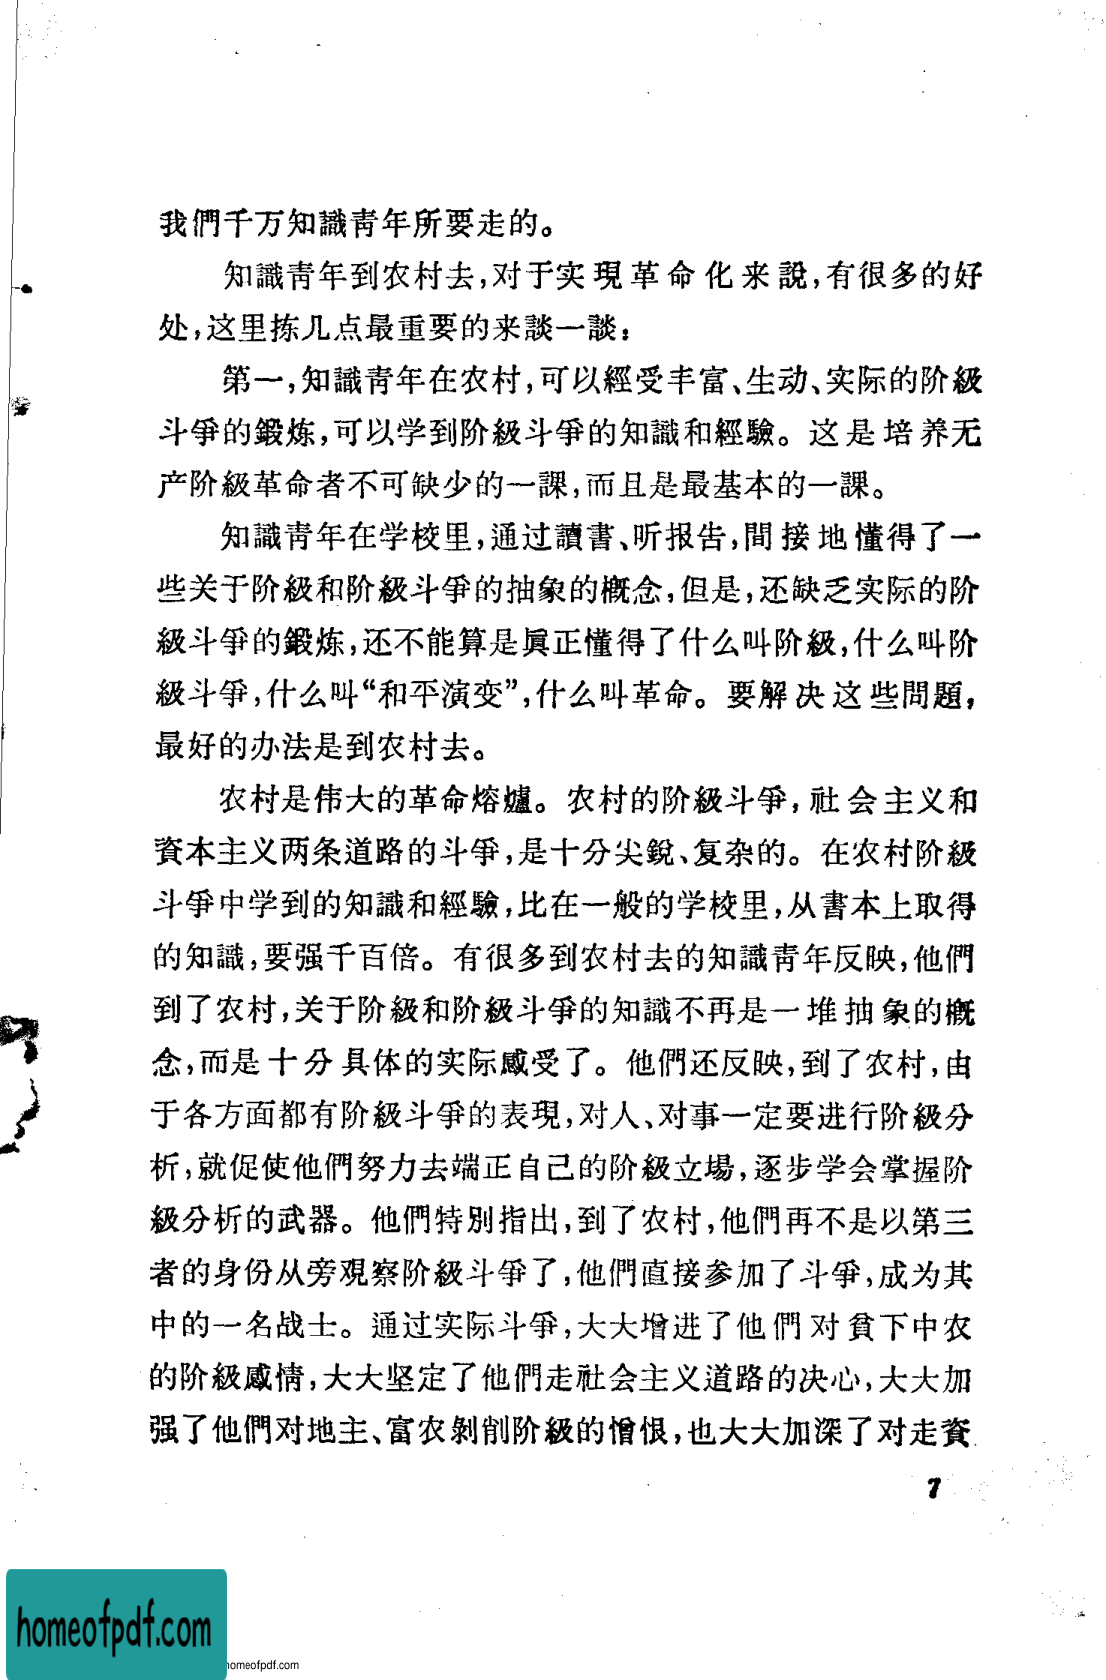 我們千万知識青年所要走的。
知識青年到农村去,对于实現革命化来說,有很多的好
处,这里拣几点最重要的来談一談:
第一,知識青年在农村,可以經受丰富、生动、实际的阶級
斗爭的鍛炼,可以学到阶級斗爭的知識和經驗。这是培养无
产阶級革命者不可缺少的一課,而且是最基本的一課。
知識青年在学校里,通过讀書、听报告,間接地懂得了一
些关于阶級和阶級斗爭的抽象的概念,但是,还缺乏实际的阶
級斗爭的鍛炼,还不能算是眞正懂得了什么叫阶級,什么叫阶
級斗爭,什么叫“和平演变”,什么叫革命。要解决这些問題,
最好的办法是到农村去。
农村是伟大的革命熔爐。农村的阶級斗爭,社会主义和
資本主义两条道路的斗爭,是十分尖銳、复杂的。在农村阶級
斗爭中学到的知識和經驗,比在一般的学校里,从書本上取得
的知識,要强千百倍。有很多到农村去的知識青年反映,他們
到了农村,关于阶級和阶級斗爭的知識不再是一堆抽象的概
念,而是十分具体的实际感受了。他們还反映,到了农村,由
于各方面都有阶級斗爭的表現,对人、对事一定要进行阶級分
析,就促使他們努力去端正自己的阶級立場,逐步学会掌握阶
級分析的武器。他們特別指出,到了农村,他們再不是以第三
者的身份从旁观察阶級斗爭了,他們直接参加了斗爭,成为其
中的一名战士。通过实际斗爭,大大增进了他們对貧下中农
的阶級感情,大大坚定了他們走社会主义道路的决心,大大加
强了他們对地主、富农剝削阶級的憎恨,也大大加深了对走資
7
homeofpdf.com
homeofpdf.com